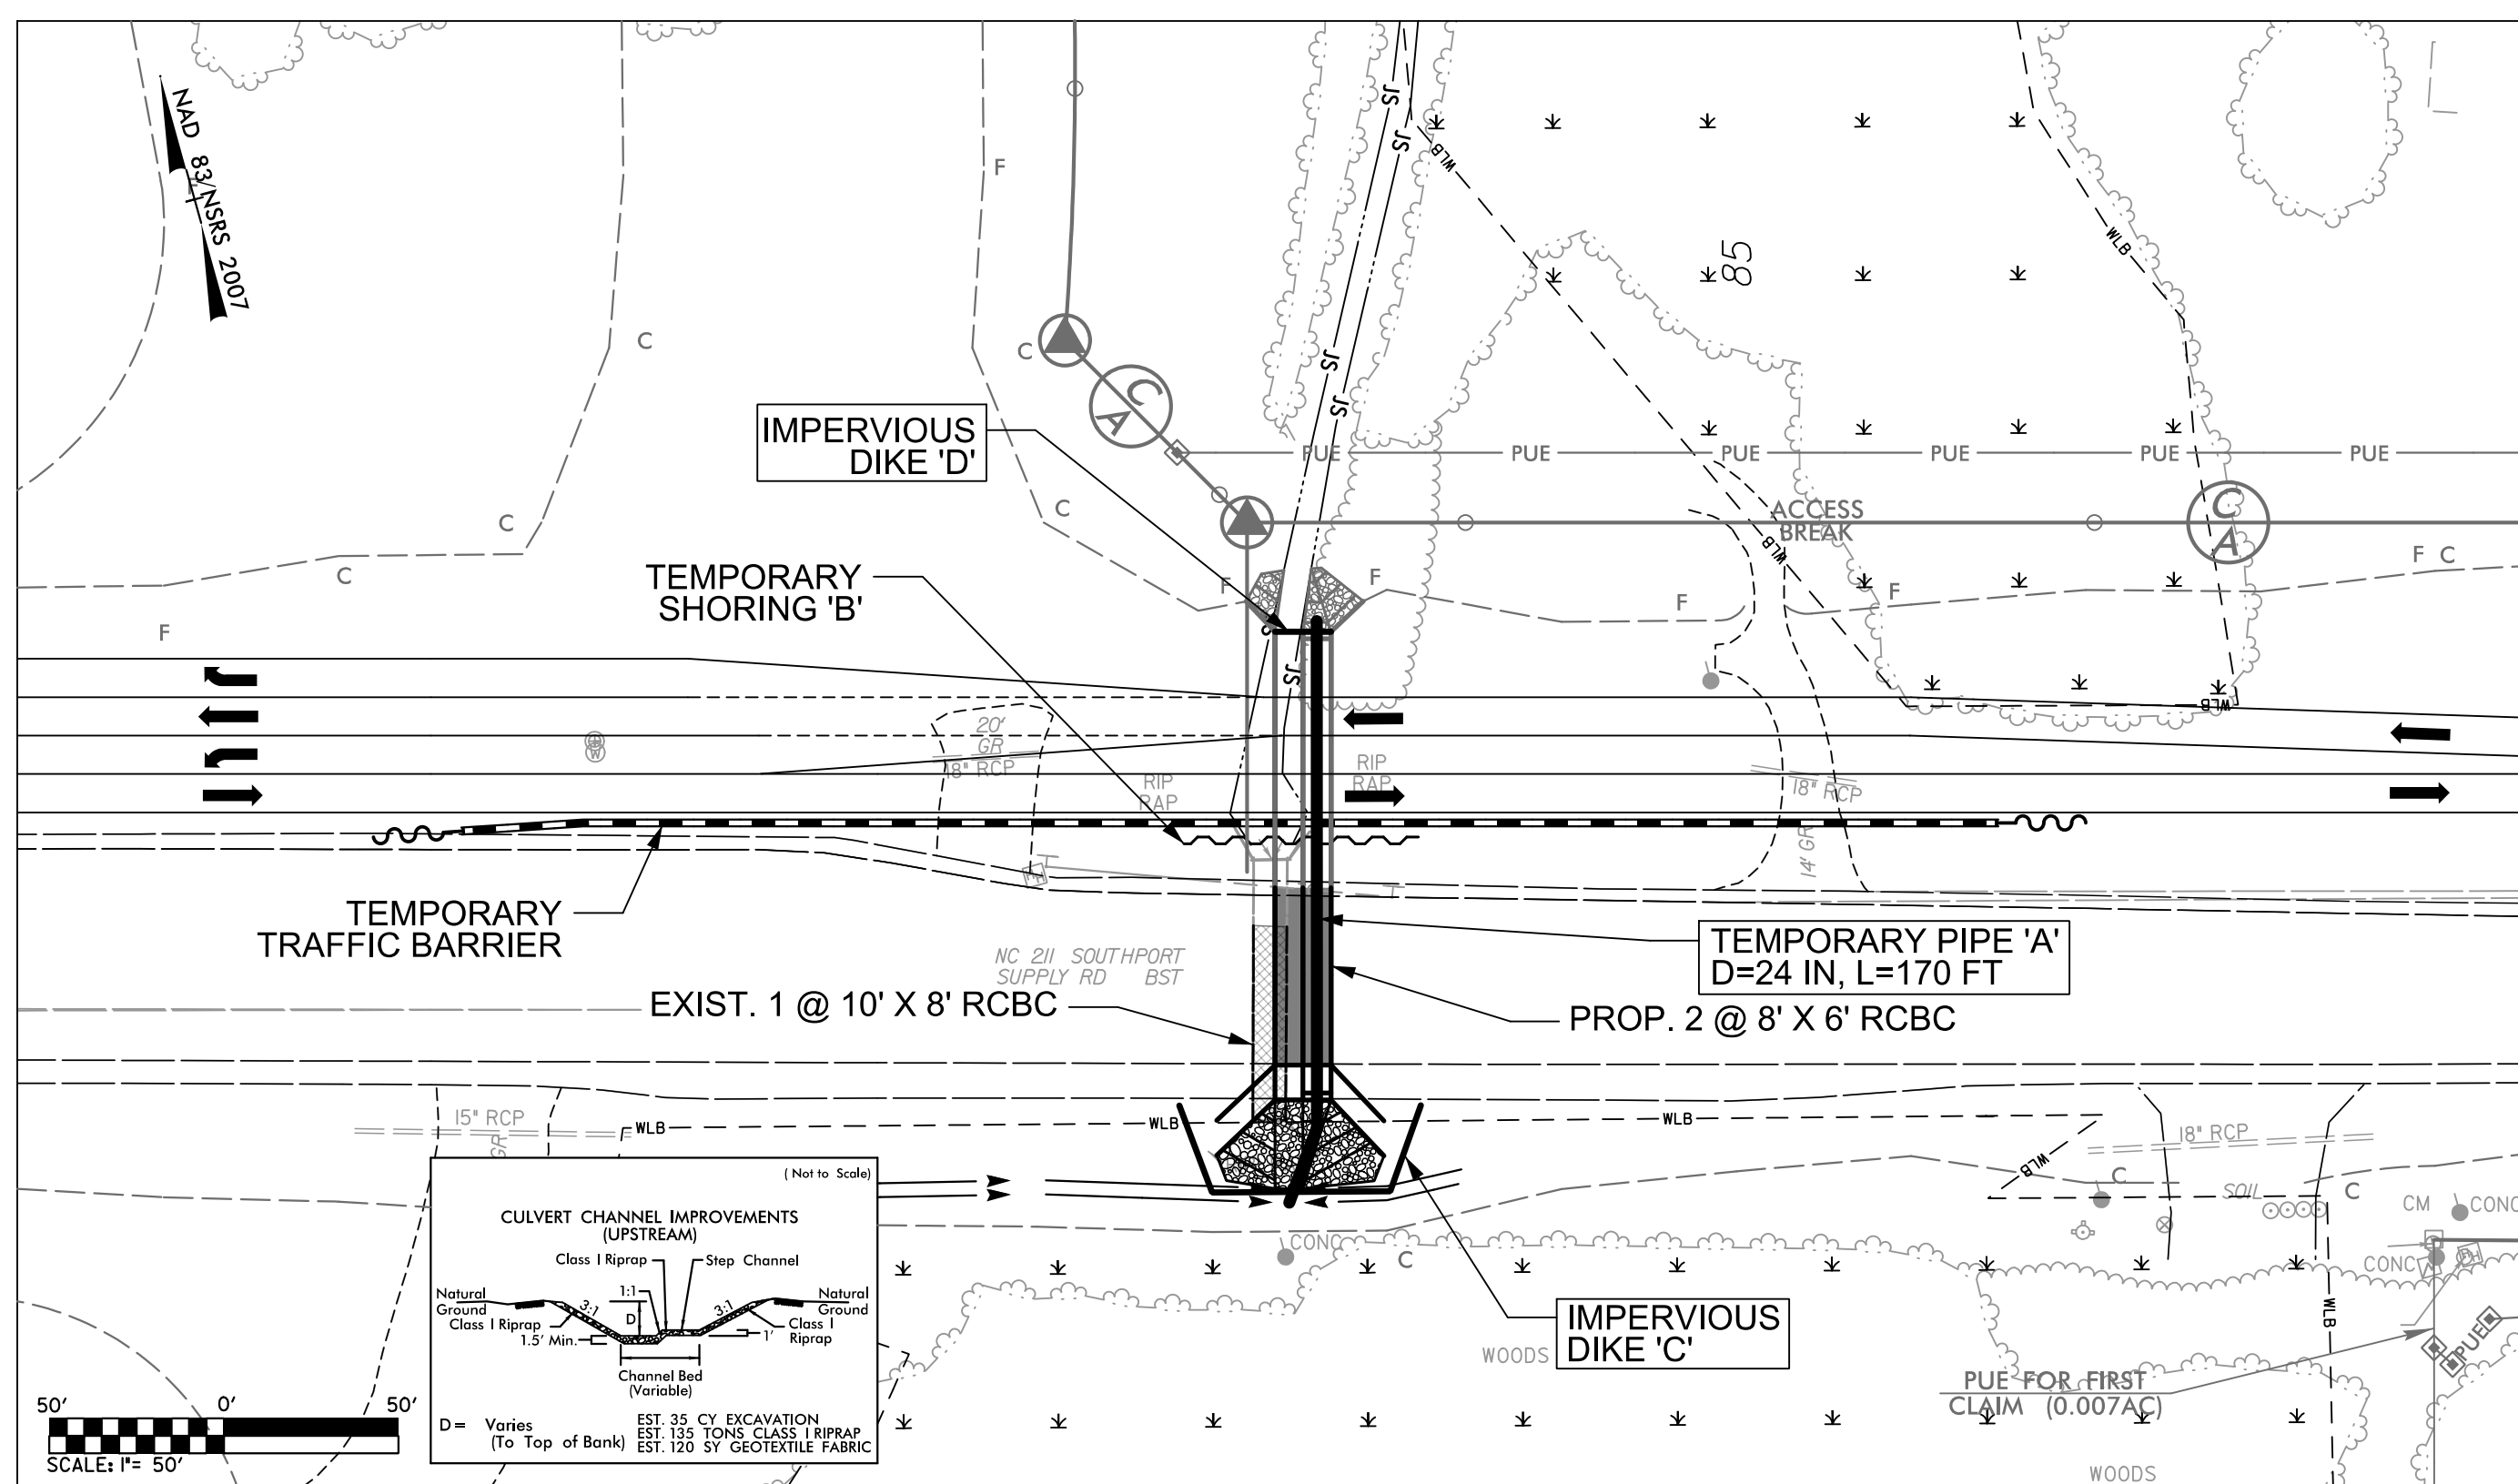 NAD 83/NSRS 2007
F
C
C
C
C
F
C
C
F
JS
JS
JS
JS
JS
WLB
WLB
85
C
A
PUE
PUE
PUE
PUE
PUE
PUE
IMPERVIOUS
DIKE 'D'
ACCESS
BREAK
WLB
C
A
F C
TEMPORARY
SHORING 'B'
F
F
F
F
WLB
20'
GR
18" RCP
RIP
RAP
RIP
RAP
18" RCP
14' GR
W
T
T
TEMPORARY
TRAFFIC BARRIER
TEMPORARY PIPE 'A'
D=24 IN, L=170 FT
NC 211 SOUTHPORT
SUPPLY RD BST
EXIST. 1 @ 10' X 8' RCBC
PROP. 2 @ 8' X 6' RCBC
15" RCP
GR
WLB
WLB
WLB
18" RCP
WLB
C
SOIL
C
CM
CONC
CONC
C
CONC
WLB
( Not to Scale)
CULVERT CHANNEL IMPROVEMENTS
(UPSTREAM)
Class I Riprap
Step Channel
Natural
Ground
3:1
1:1
D
3:1
Natural
Ground
Class I Riprap
Class I
Riprap
1.5' Min.
1'
Channel Bed
(Variable)
D = Varies
(To Top of Bank)
EST. 35 CY EXCAVATION
EST. 135 TONS CLASS I RIPRAP
EST. 120 SY GEOTEXTILE FABRIC
IMPERVIOUS
DIKE 'C'
WOODS
PUE
PUE FOR FIRST
CLAIM (0.007AC)
WOODS
50' 0' 50'
SCALE: 1"= 50'